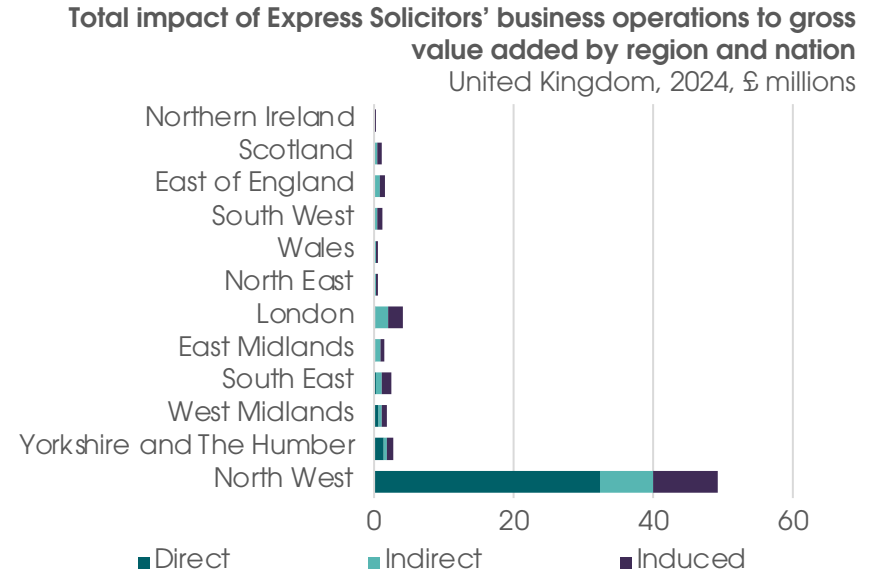 Total impact of Express Solicitors’ business operations to gross
value added by region and nation
United Kingdom, 2024, £ millions
Northern Ireland
Scotland
East of England
South West
Wales
North East
London
East Midlands
South East
West Midlands
Yorkshire and The Humber
North West
0 20 40 60
Direct Indirect Induced